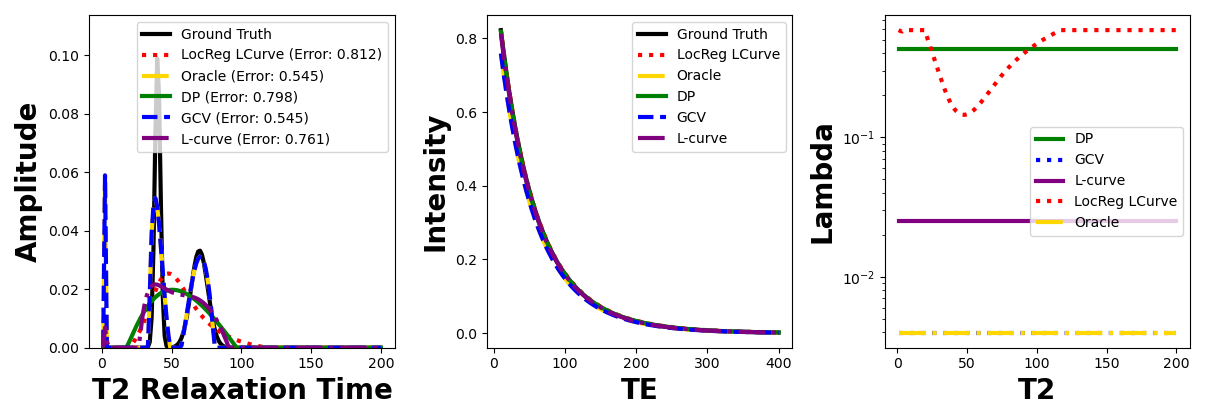 Amplitude
0.10
0.08
0.06
0.04
0.02
0.00
0
50
100
150
200
T2 Relaxation Time
Ground Truth
LocReg LCurve (Error: 0.812)
Oracle (Error: 0.545)
DP (Error: 0.798)
GCV (Error: 0.545)
L-curve (Error: 0.761)
Intensity
0.8
0.6
0.4
0.2
0.0
0
100
200
300
400
TE
Ground Truth
LocReg LCurve
Oracle
DP
GCV
L-curve
Lambda
10⁻¹
10⁻²
0
50
100
150
200
T2
DP
GCV
L-curve
LocReg LCurve
Oracle